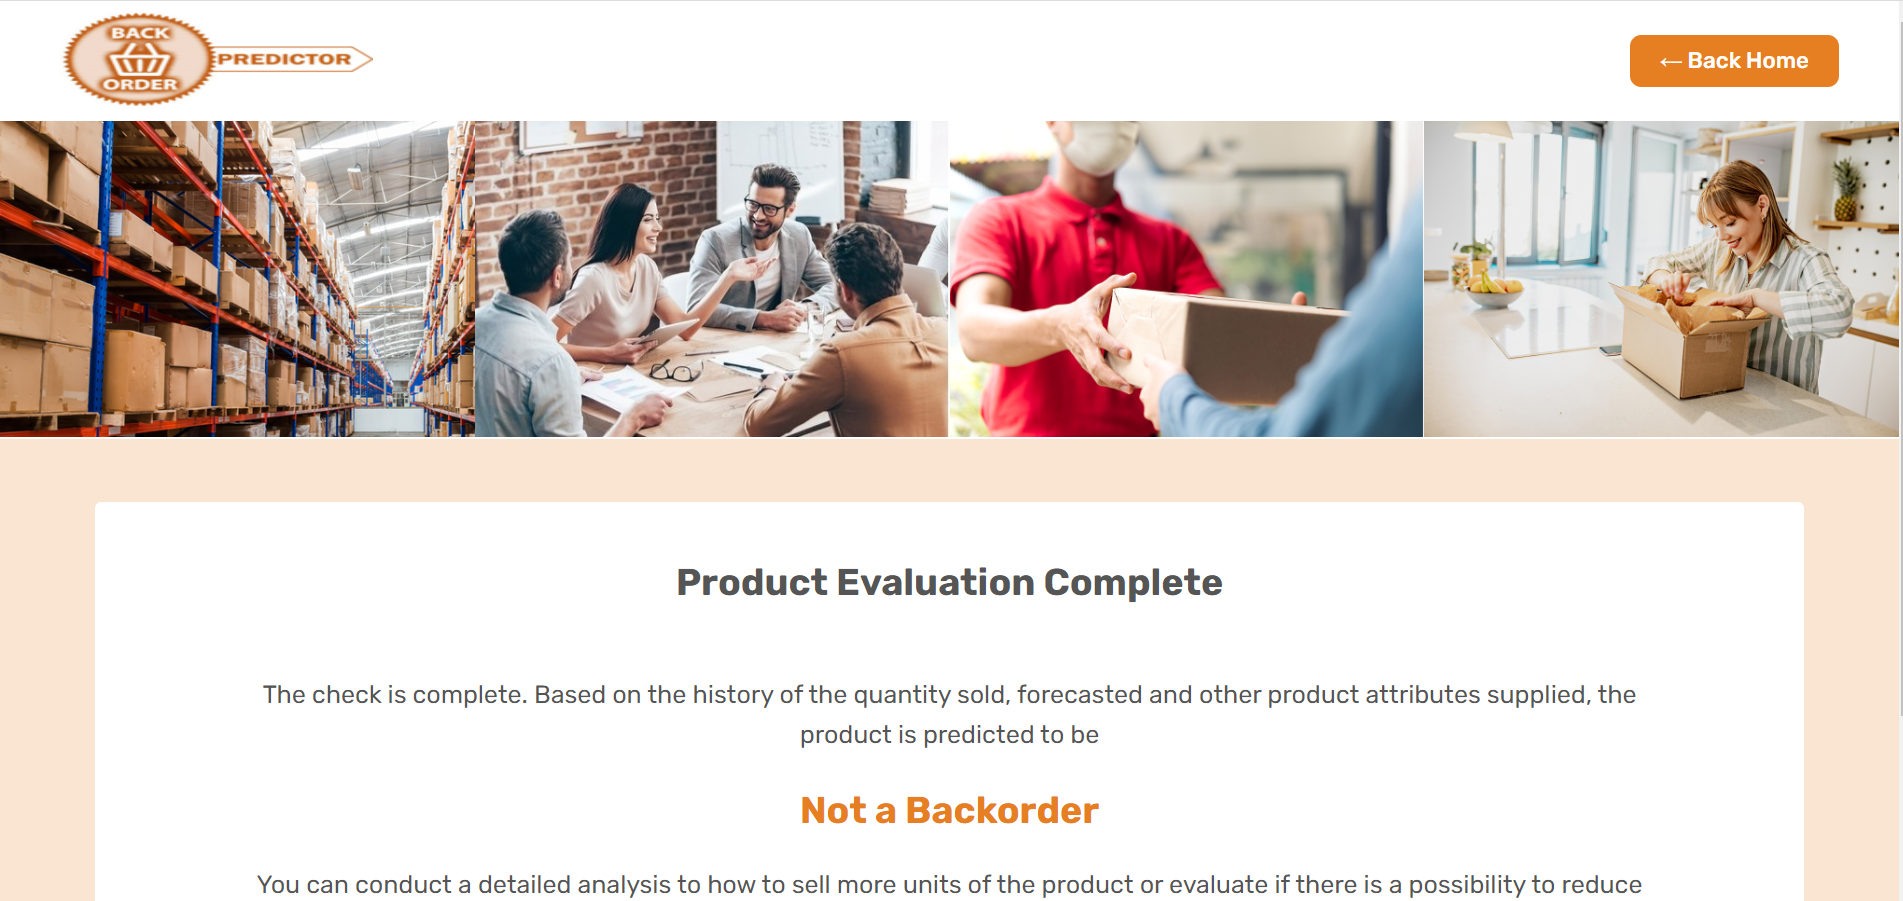 BACK
ORDER
PREDICTOR
← Back Home
Product Evaluation Complete
The check is complete. Based on the history of the quantity sold, forecasted and other product attributes supplied, the
product is predicted to be
Not a Backorder
You can conduct a detailed analysis to how to sell more units of the product or evaluate if there is a possibility to reduce